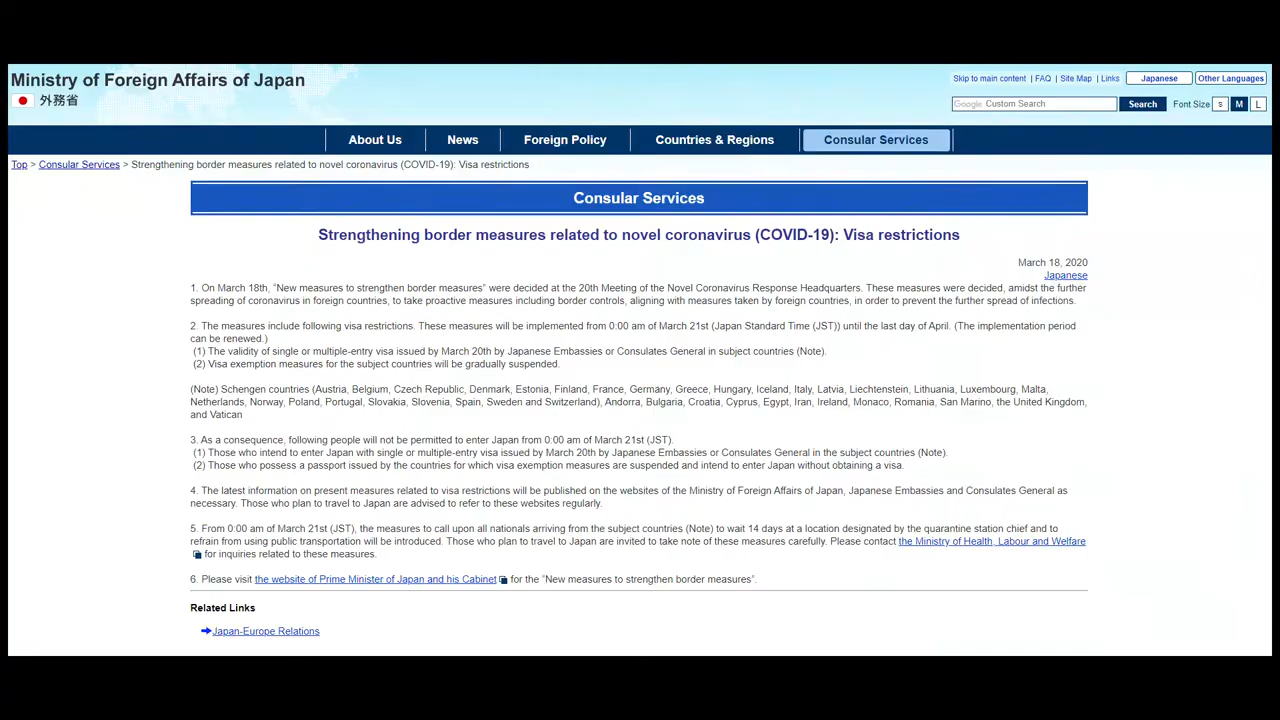 Ministry of Foreign Affairs of Japan
外務省
Skip to main content | FAQ | Site Map | Links
Japanese
Other Languages
Google Custom Search
Search
Font Size S M L
About Us
News
Foreign Policy
Countries & Regions
Consular Services
Top > Consular Services > Strengthening border measures related to novel coronavirus (COVID-19): Visa restrictions
Consular Services
Strengthening border measures related to novel coronavirus (COVID-19): Visa restrictions
March 18, 2020
Japanese
1. On March 18th, “New measures to strengthen border measures” were decided at the 20th Meeting of the Novel Coronavirus Response Headquarters. These measures were decided, amidst the further
spreading of coronavirus in foreign countries, to take proactive measures including border controls, aligning with measures taken by foreign countries, in order to prevent the further spread of infections.
2. The measures include following visa restrictions. These measures will be implemented from 0:00 am of March 21st (Japan Standard Time (JST)) until the last day of April. (The implementation period
can be renewed.)
(1) The validity of single or multiple-entry visa issued by March 20th by Japanese Embassies or Consulates General in subject countries (Note).
(2) Visa exemption measures for the subject countries will be gradually suspended.
(Note) Schengen countries (Austria, Belgium, Czech Republic, Denmark, Estonia, Finland, France, Germany, Greece, Hungary, Iceland, Italy, Latvia, Liechtenstein, Lithuania, Luxembourg, Malta,
Netherlands, Norway, Poland, Portugal, Slovakia, Slovenia, Spain, Sweden and Switzerland), Andorra, Bulgaria, Croatia, Cyprus, Egypt, Iran, Ireland, Monaco, Romania, San Marino, the United Kingdom,
and Vatican
3. As a consequence, following people will not be permitted to enter Japan from 0:00 am of March 21st (JST).
(1) Those who intend to enter Japan with single or multiple-entry visa issued by March 20th by Japanese Embassies or Consulates General in the subject countries (Note).
(2) Those who possess a passport issued by the countries for which visa exemption measures are suspended and intend to enter Japan without obtaining a visa.
4. The latest information on present measures related to visa restrictions will be published on the websites of the Ministry of Foreign Affairs of Japan, Japanese Embassies and Consulates General as
necessary. Those who plan to travel to Japan are advised to refer to these websites regularly.
5. From 0:00 am of March 21st (JST), the measures to call upon all nationals arriving from the subject countries (Note) to wait 14 days at a location designated by the quarantine station chief and to
refrain from using public transportation will be introduced. Those who plan to travel to Japan are invited to take note of these measures carefully. Please contact the Ministry of Health, Labour and Welfare
for inquiries related to these measures.
6. Please visit the website of Prime Minister of Japan and his Cabinet for the “New measures to strengthen border measures”.
Related Links
Japan-Europe Relations